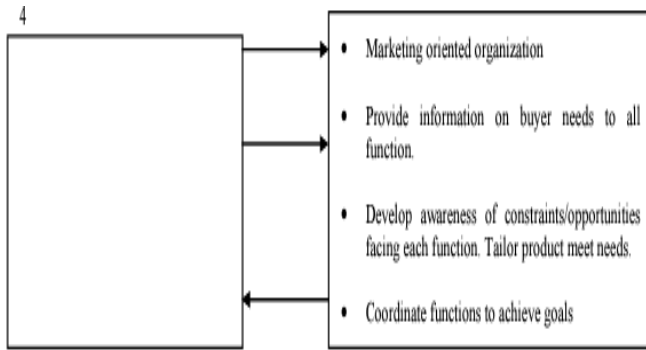 4
• Marketing oriented organization
• Provide information on buyer needs to all
function.
• Develop awareness of constraints/opportunities
facing each function. Tailor product meet needs.
• Coordinate functions to achieve goals